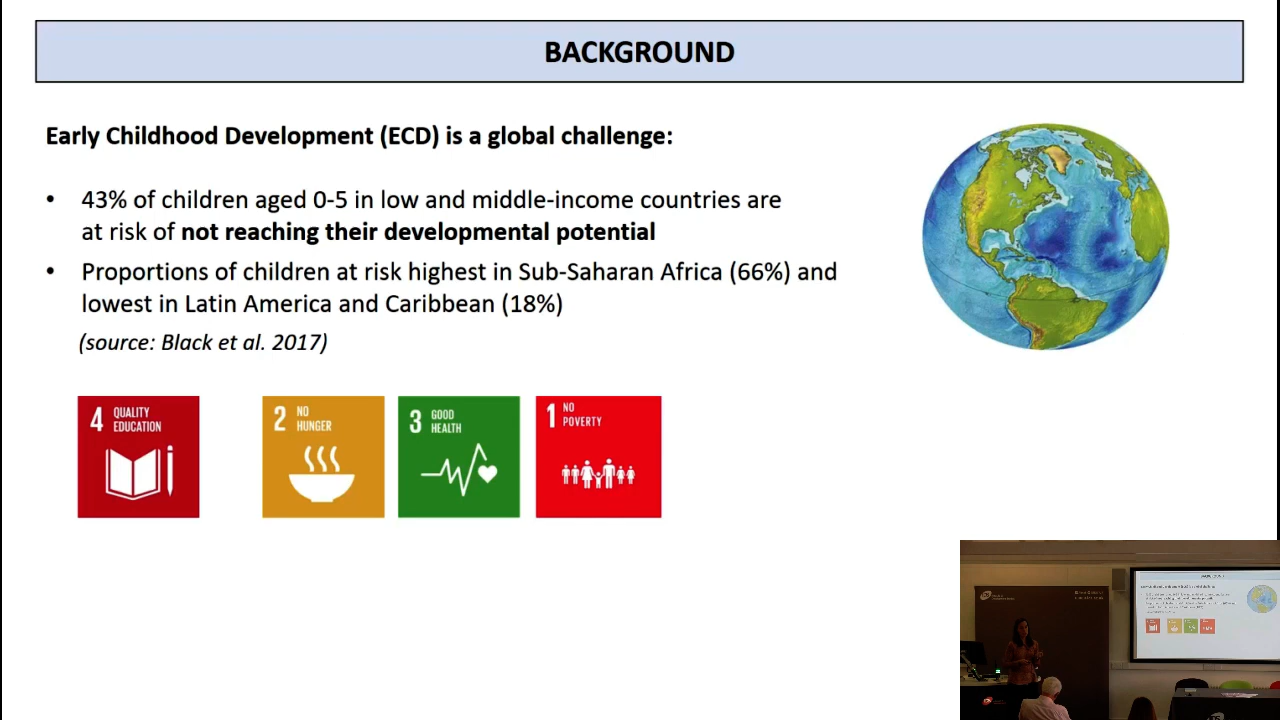 BACKGROUND
Early Childhood Development (ECD) is a global challenge:
• 43% of children aged 0-5 in low and middle-income countries are
at risk of not reaching their developmental potential
• Proportions of children at risk highest in Sub-Saharan Africa (66%) and
lowest in Latin America and Caribbean (18%)
(source: Black et al. 2017)
4 QUALITY
EDUCATION
2 NO
HUNGER
3 GOOD
HEALTH
1 NO
POVERTY
BACKGROUND